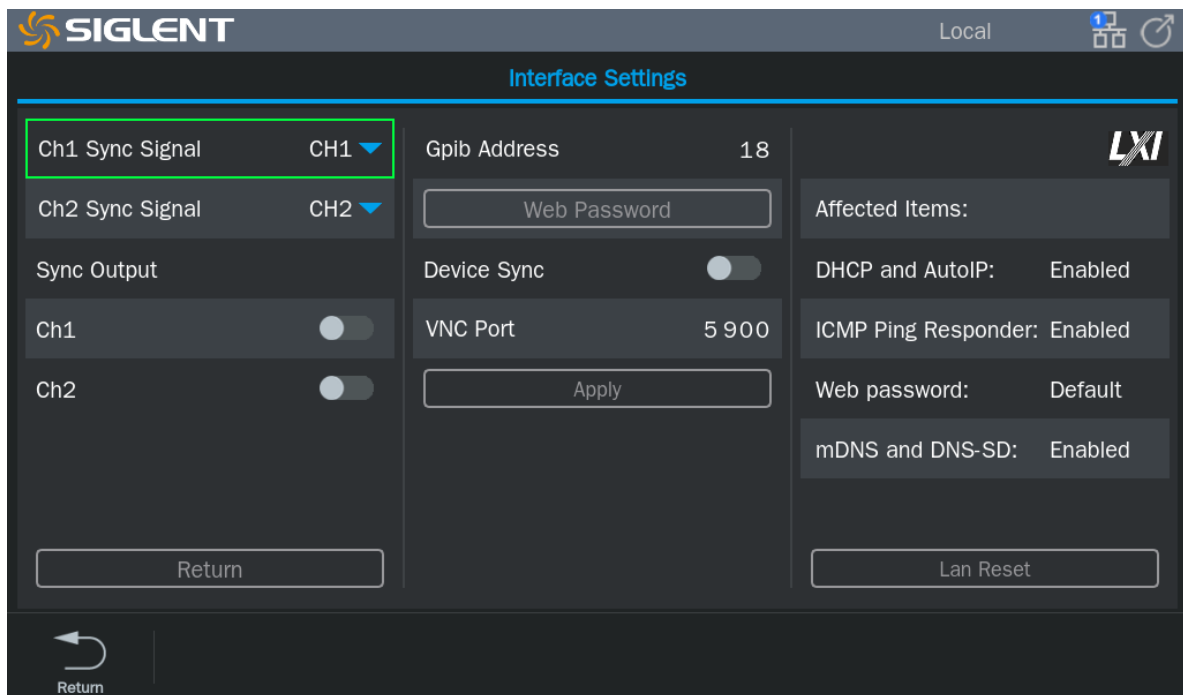 SIGLENT
Local
1
Interface Settings
Ch1 Sync Signal CH1
Ch2 Sync Signal CH2
Sync Output
Ch1
Ch2
Return
Gpib Address 18
Web Password
Device Sync
VNC Port 5900
Apply
LXI
Affected Items:
DHCP and AutoIP: Enabled
ICMP Ping Responder: Enabled
Web password: Default
mDNS and DNS-SD: Enabled
Lan Reset
Return